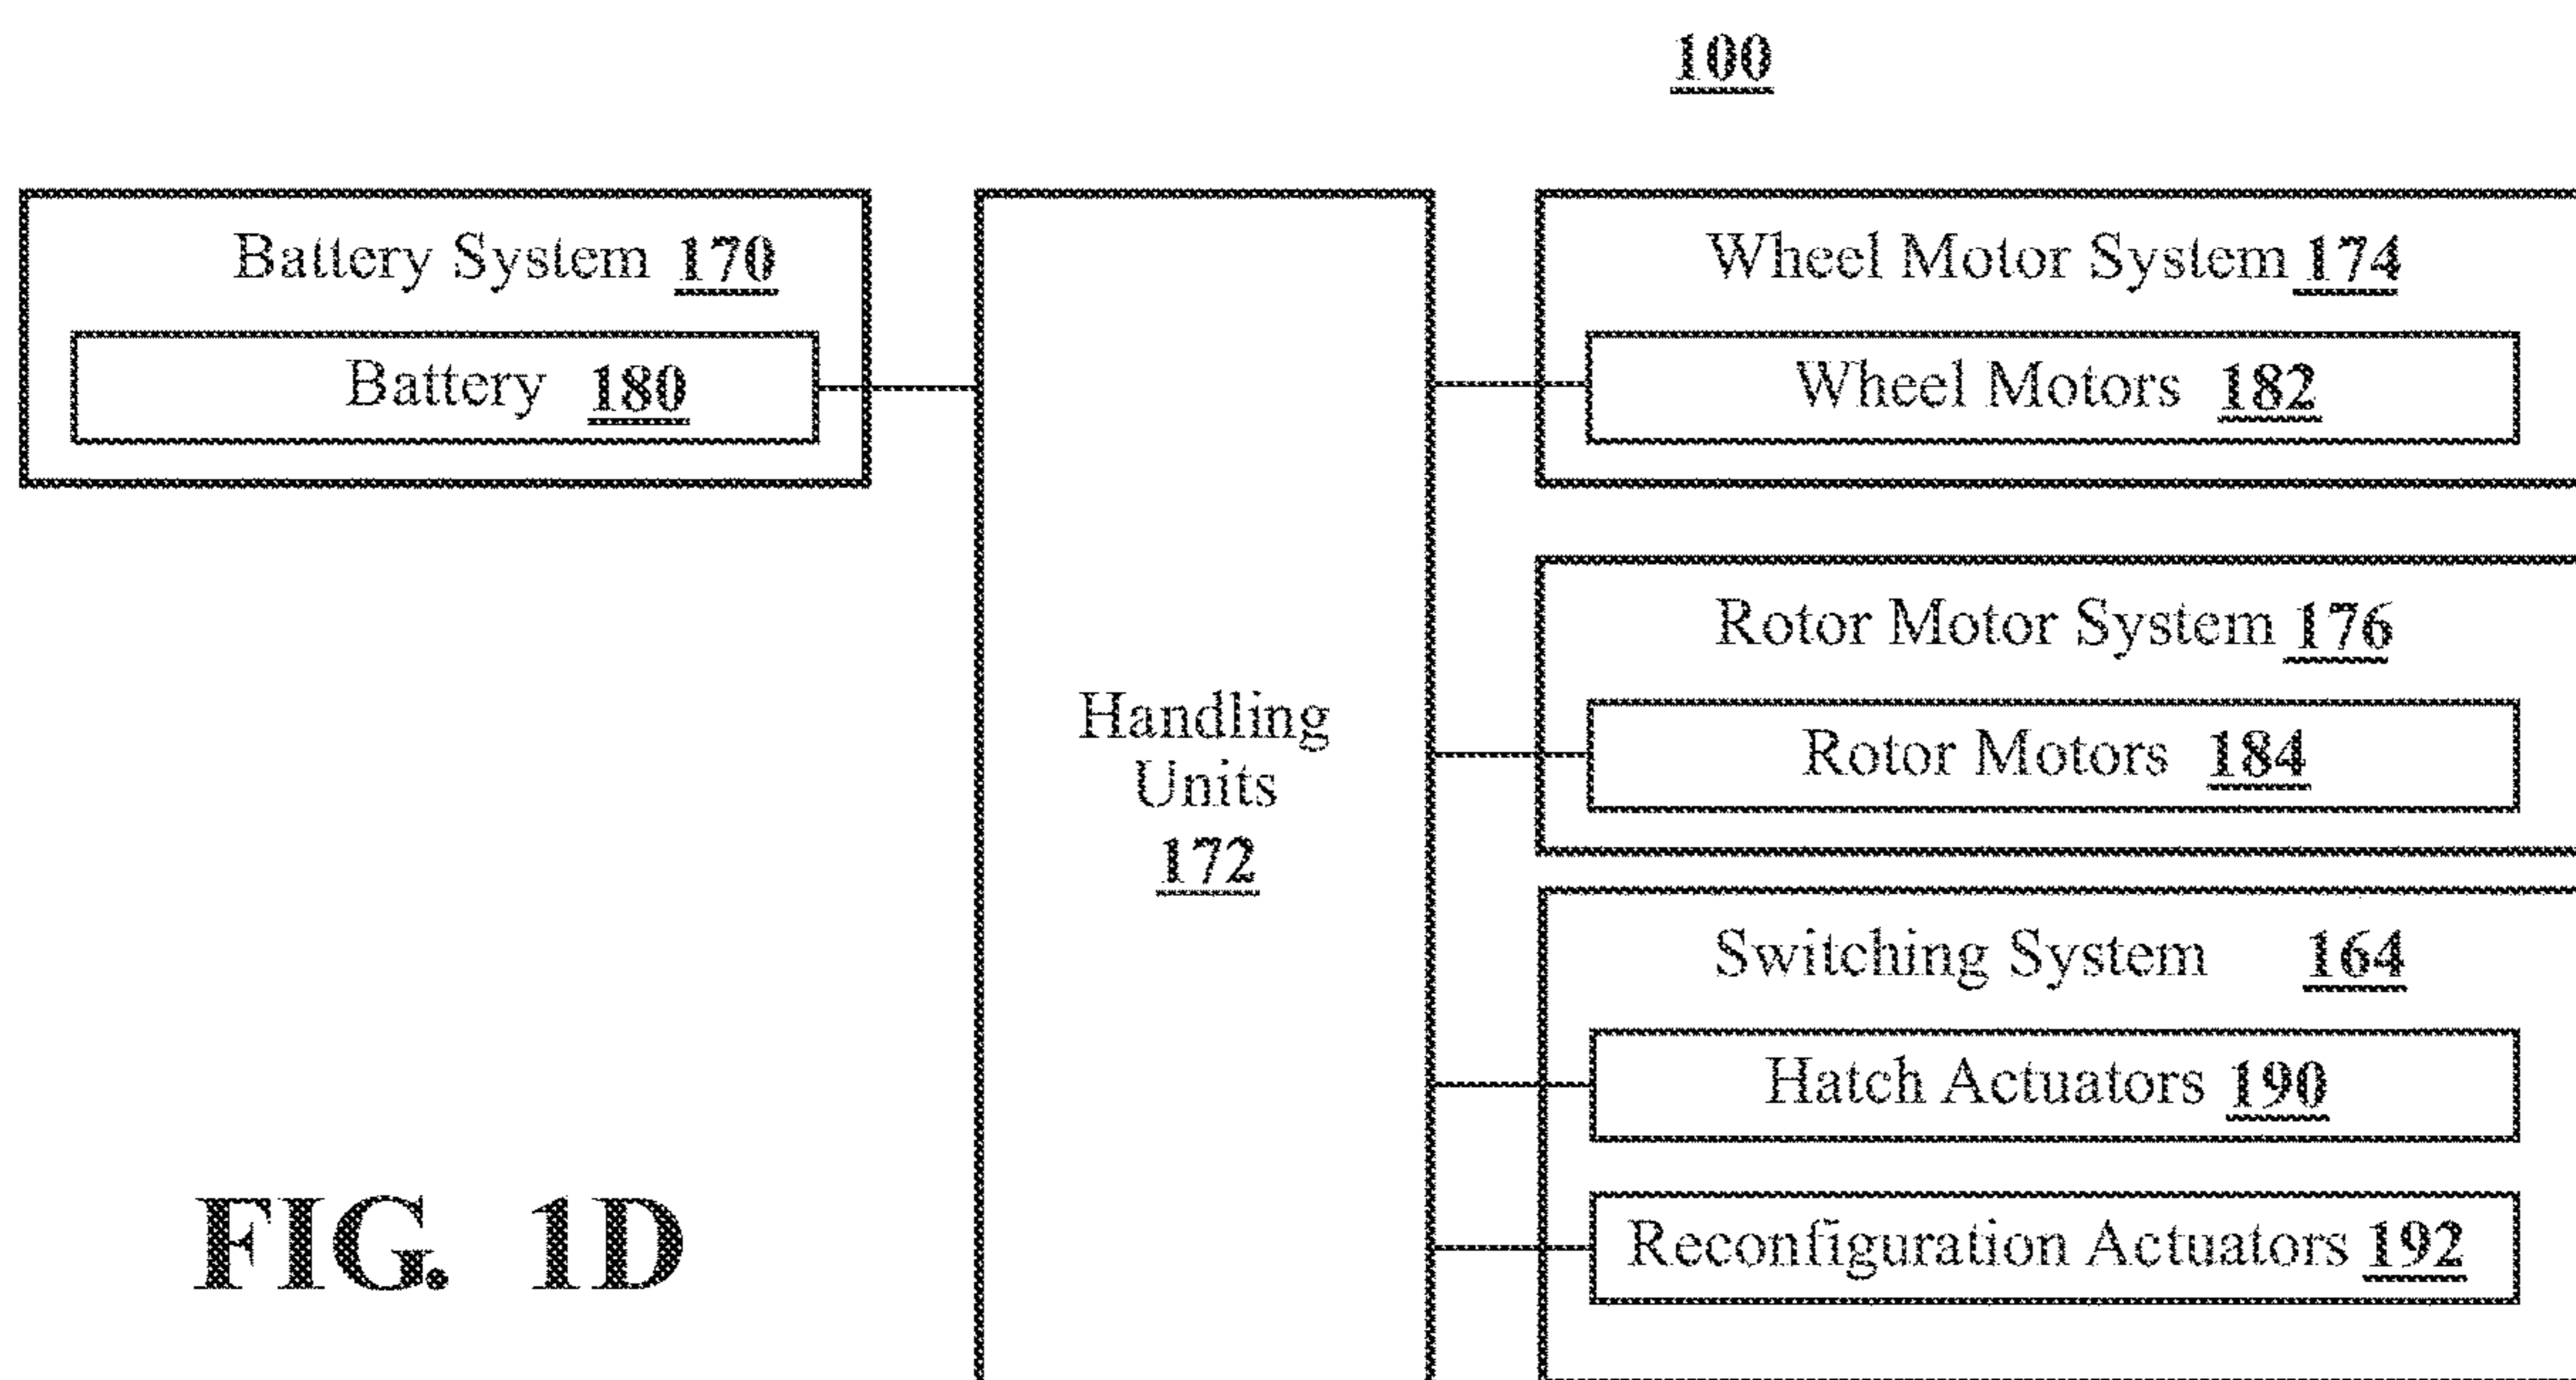 100
Battery System 170
Battery 180
Handling
Units
172
Wheel Motor System 174
Wheel Motors 182
Rotor Motor System 176
Rotor Motors 184
Switching System 164
Hatch Actuators 190
Reconfiguration Actuators 192
FIG. 1D